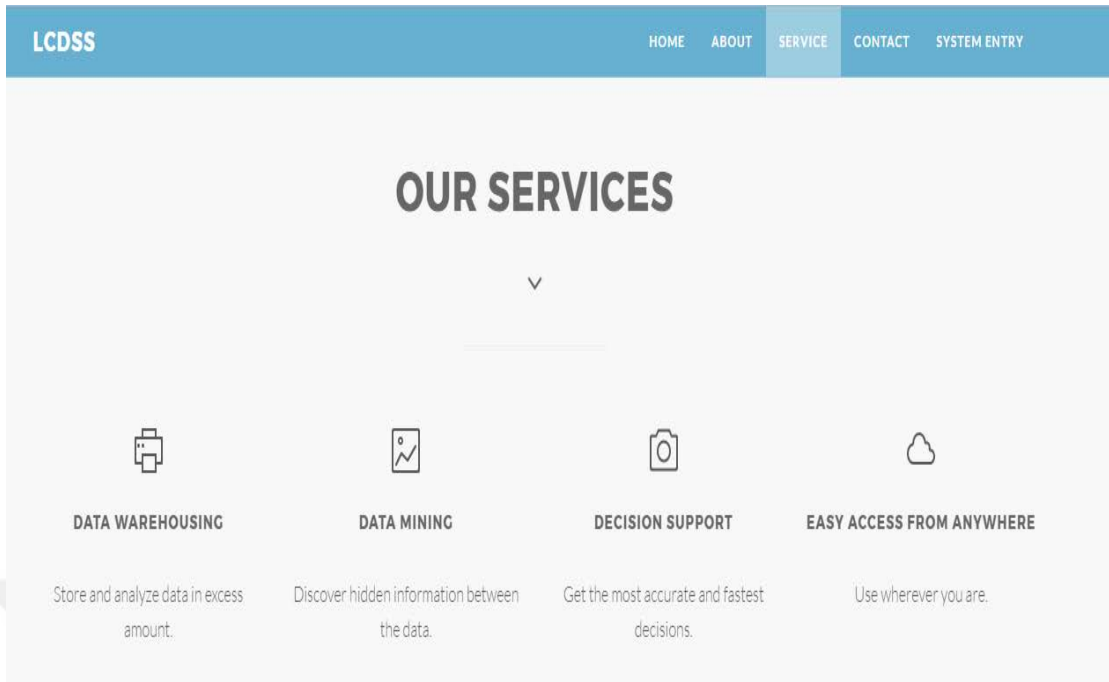 LCDSS
HOME ABOUT SERVICE CONTACT SYSTEM ENTRY
OUR SERVICES
DATA WAREHOUSING
Store and analyze data in excess
amount.
DATA MINING
Discover hidden information between
the data.
DECISION SUPPORT
Get the most accurate and fastest
decisions.
EASY ACCESS FROM ANYWHERE
Use wherever you are.